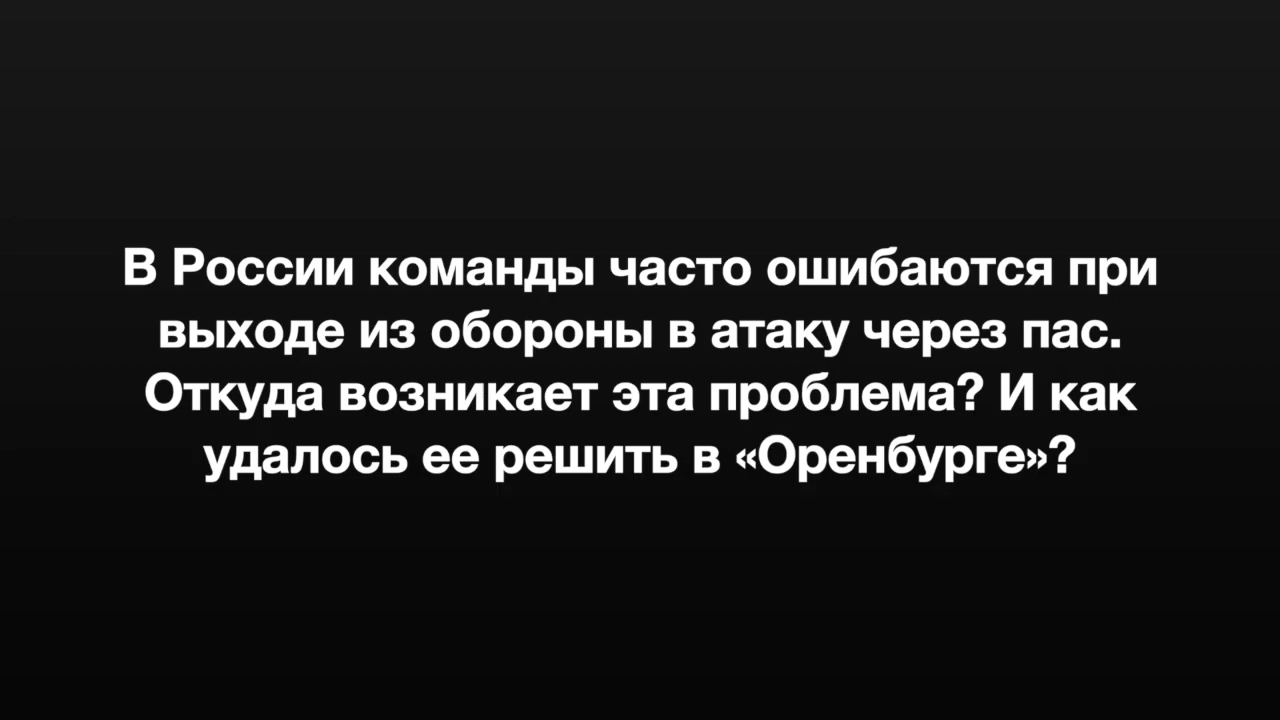 В России команды часто ошибаются при
выходе из обороны в атаку через пас.
Откуда возникает эта проблема? И как
удалось ее решить в «Оренбурге»?